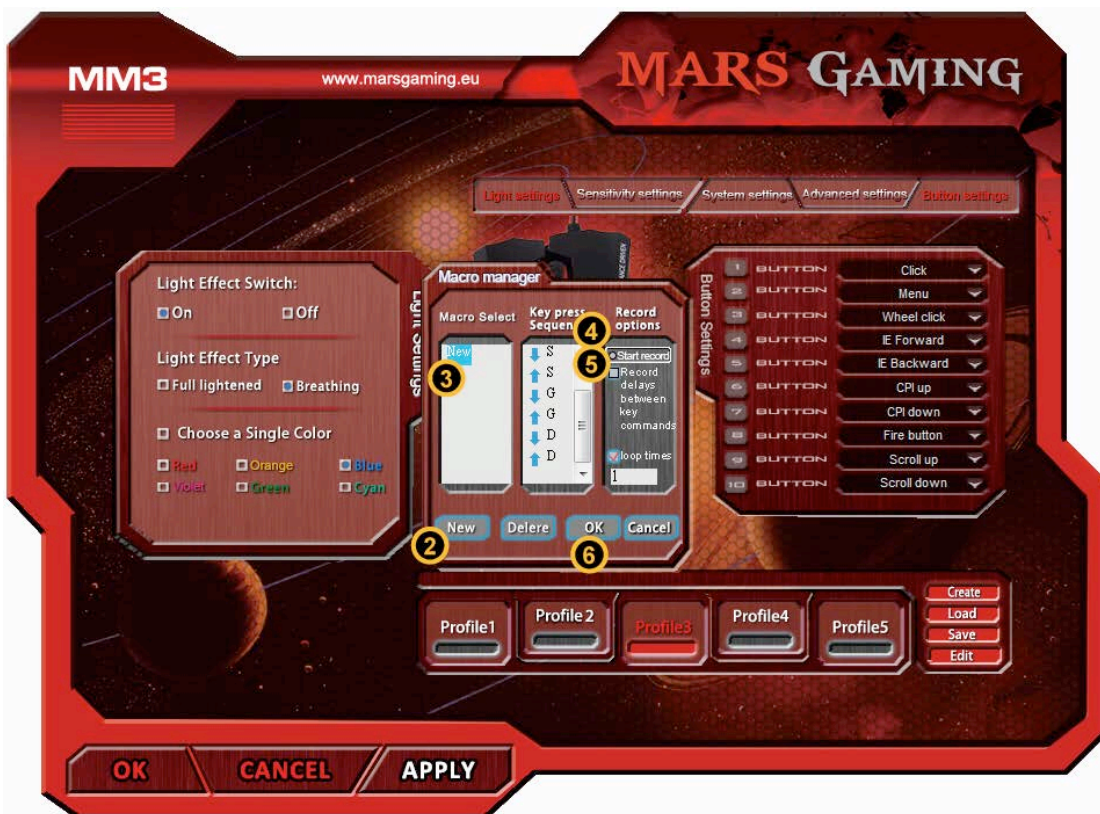 MM3
www.marsgaming.eu
MARS GAMING
Light settings
Sensitivity settings
System settings
Advanced settings
Button settings
Light Effect Switch:
On
Off
Light Effect Type
Full lightened
Breathing
Choose a Single Color
Red
Orange
Blue
Violet
Green
Cyan
Light Settings
Macro manager
Macro Select
Key press
Sequen
Record
options
New
S
S
G
G
D
D
Start record
Record
delays
between
key
commands
loop times
1
New
Delere
OK
Cancel
2
3
4
5
6
Button Settings
1 BUTTON Click
2 BUTTON Menu
3 BUTTON Wheel click
4 BUTTON IE Forward
5 BUTTON IE Backward
6 BUTTON CPI up
7 BUTTON CPI down
8 BUTTON Fire button
9 BUTTON Scroll up
10 BUTTON Scroll down
Profile1
Profile 2
Profile3
Profile4
Profile5
Create
Load
Save
Edit
OK
CANCEL
APPLY